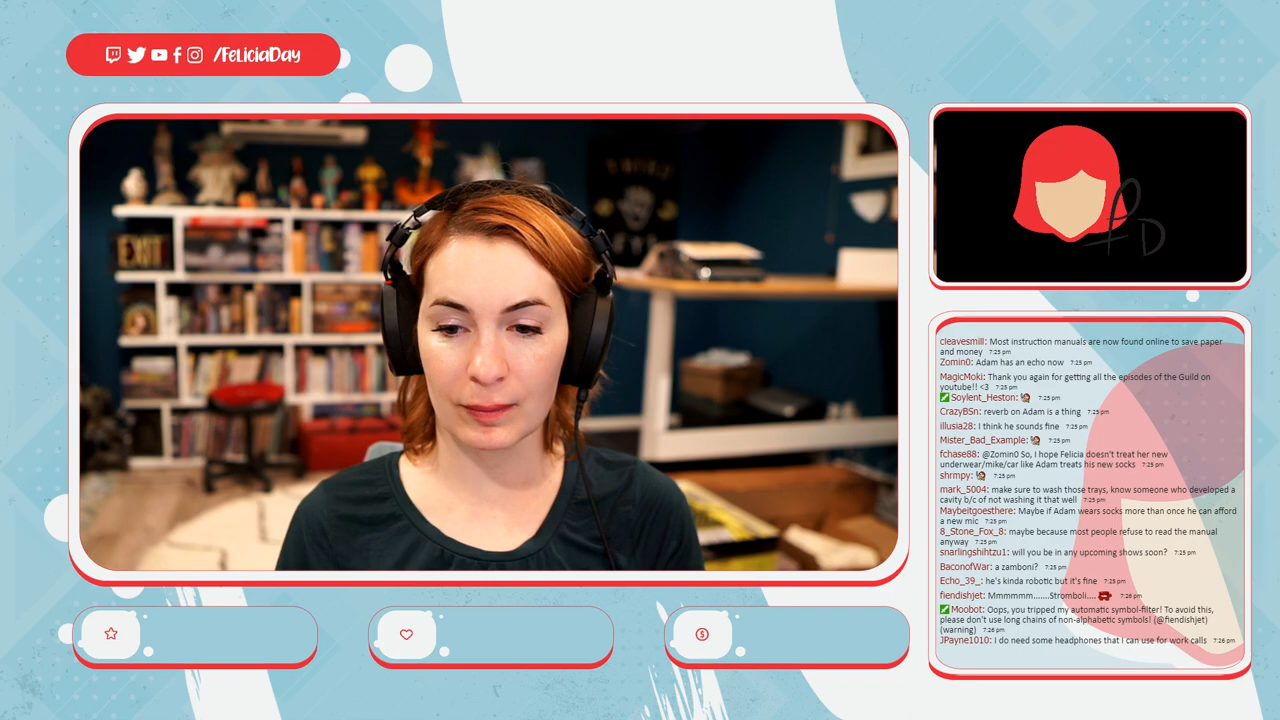 /FeLiciaDay
EXIT
cleavesmill: Most instruction manuals are now found online to save paper
and money 7:25 pm
Zomin0: Adam has an echo now 7:25 pm
MagicMoki: Thank you again for getting all the episodes of the Guild on
youtube!! <3 7:25 pm
Soylent_Heston: 7:25 pm
CrazyBSn: reverb on Adam is a thing 7:25 pm
illusia28: I think he sounds fine 7:25 pm
Mister_Bad_Example: 7:25 pm
fchase88: @Zomin0 So, I hope Felicia doesn't treat her new
underwear/mike/car like Adam treats his new socks 7:25 pm
shrmpy: 7:25 pm
mark_5004: make sure to wash those trays, know someone who developed a
cavity b/c of not washing it that well 7:25 pm
Maybeitgoesthere: Maybe if Adam wears socks more than once he can afford
a new mic 7:25 pm
8_Stone_Fox_8: maybe because most people refuse to read the manual
anyway 7:25 pm
snarlingshihtzu1: will you be in any upcoming shows soon? 7:25 pm
BaconofWar: a zamboni? 7:25 pm
Echo_39_: he's kinda robotic but it's fine 7:25 pm
fiendishjet: Mmmmmm.......Stromboli.... 7:26 pm
Moobot: Oops, you tripped my automatic symbol-filter! To avoid this,
please don't use long chains of non-alphabetic symbols! (@fiendishjet)
(warning) 7:26 pm
JPayne1010: I do need some headphones that I can use for work calls 7:26 pm